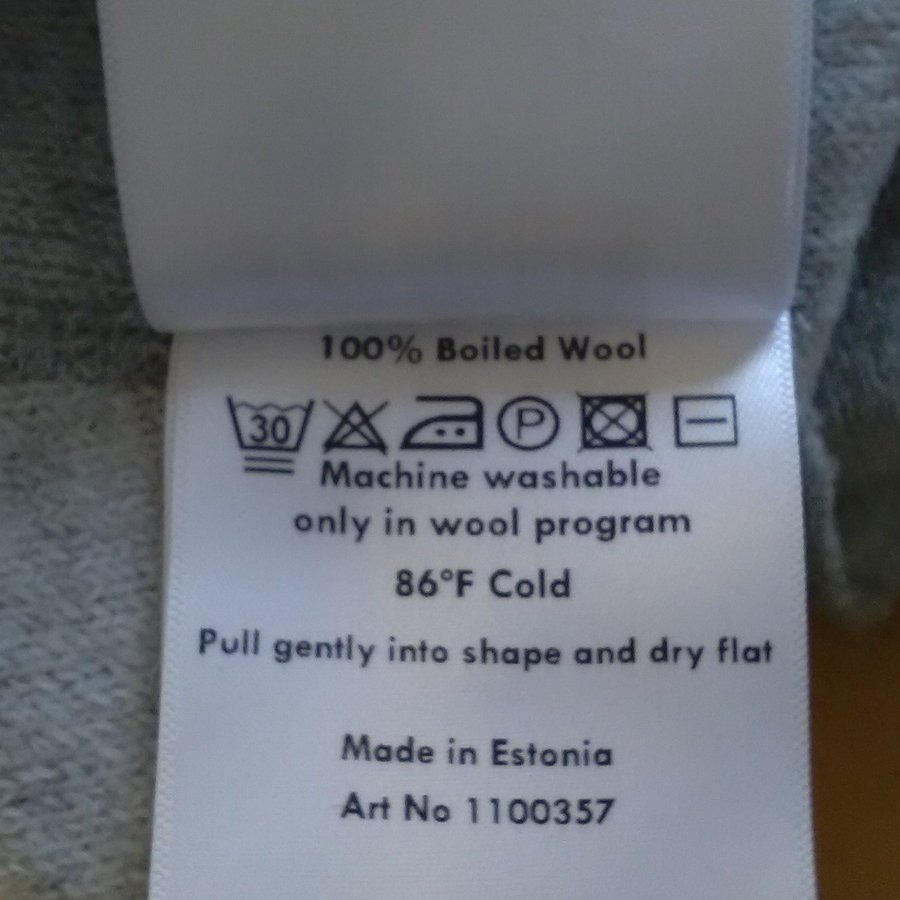 100% Boiled Wool
30 P
Machine washable
only in wool program
86°F Cold
Pull gently into shape and dry flat
Made in Estonia
Art No 1100357